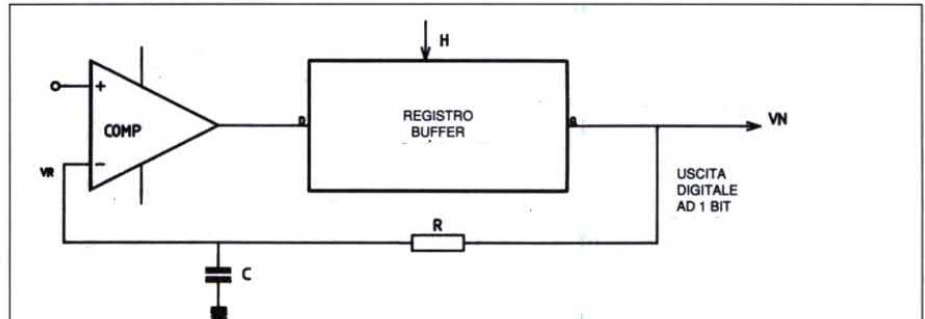 H
+
COMP
−
VR
D
REGISTRO
BUFFER
VN
USCITA
DIGITALE
AD 1 BIT
R
C